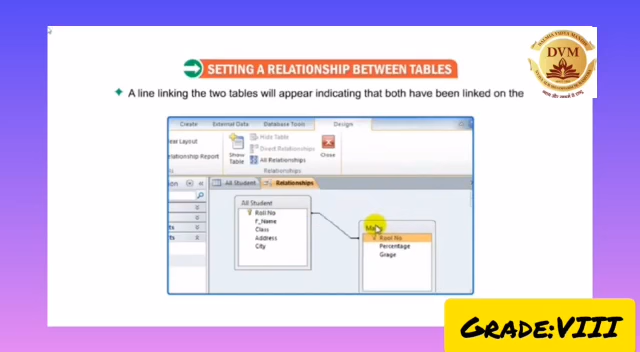 DVM
SETTING A RELATIONSHIP BETWEEN TABLES
A line linking the two tables will appear indicating that both have been linked on the
Create External Data Database Tools Design
Layout
Relationship Report
Show
Table
Hide Table
Direct Relationships
All Relationships
Close
Relationships
All Student Relationships
All Student
Roll No
F_Name
Class
Address
City
Roll No
Percentage
Grage
GRADE:VIII